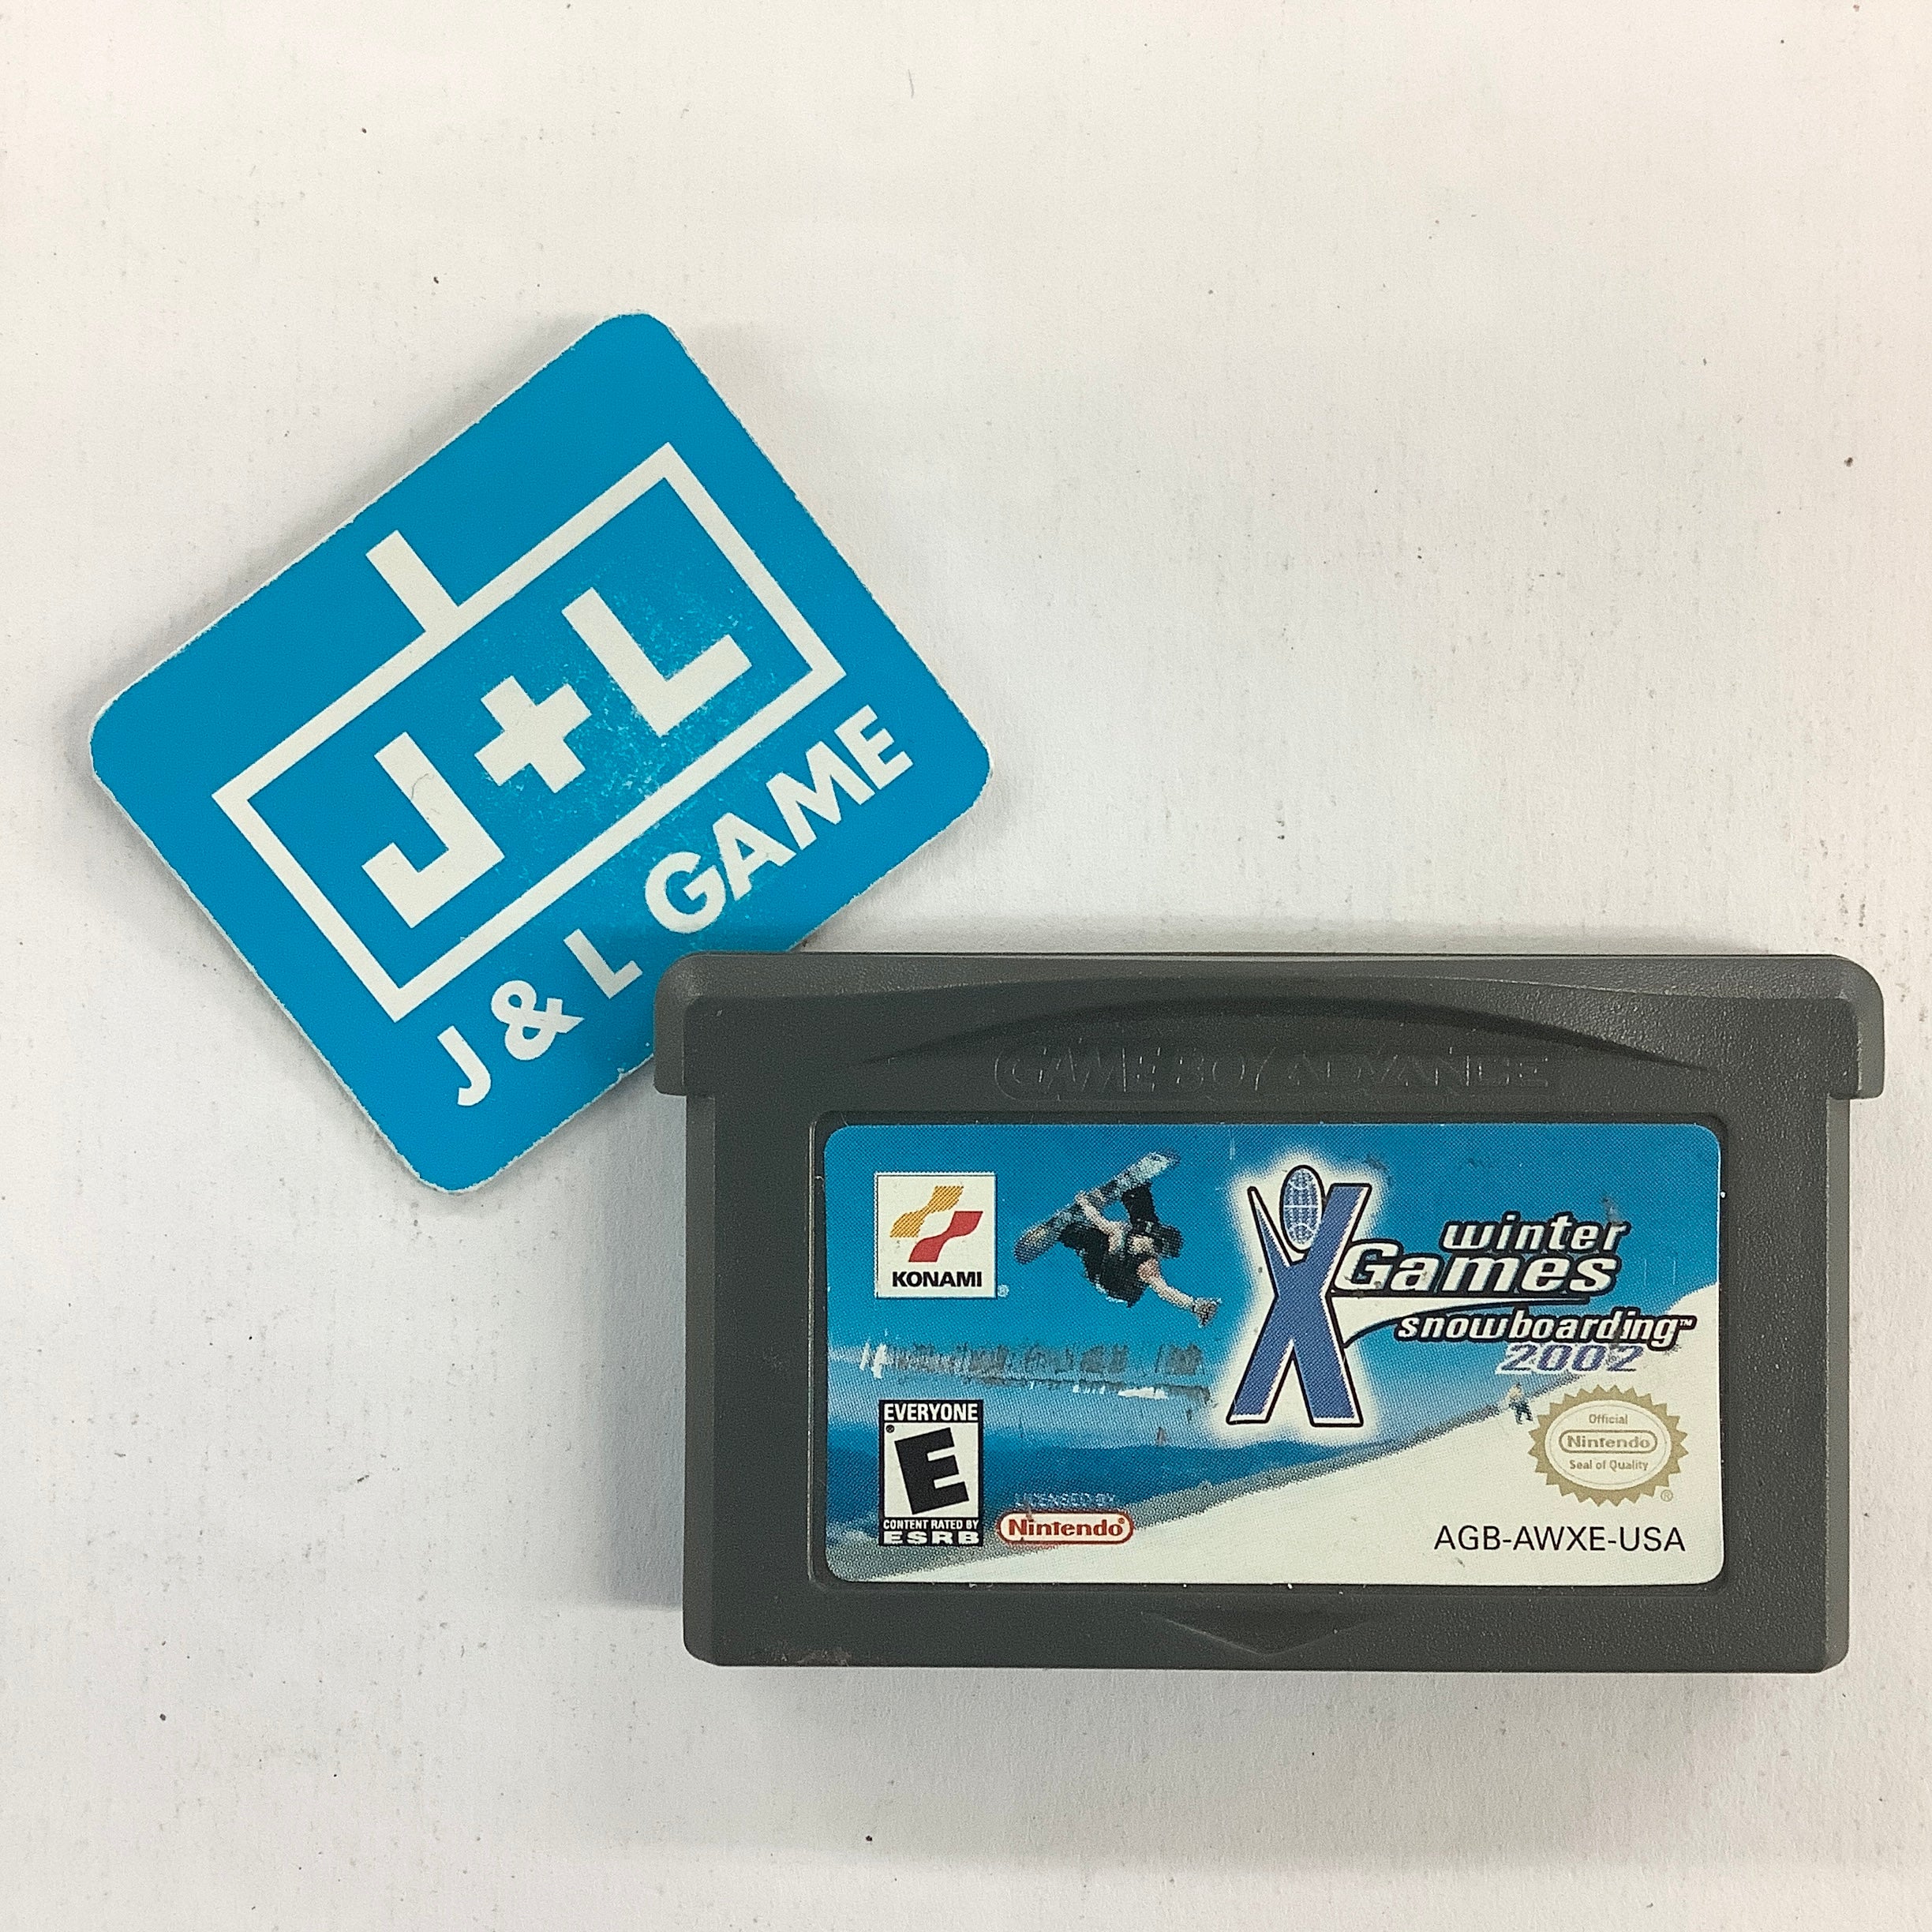 J+L
J & L GAME
GAME BOY ADVANCE
KONAMI
winter
X Games
snowboarding™
2002
EVERYONE
E
CONTENT RATED BY
ESRB
LICENSED BY
Nintendo®
Official
Nintendo
Seal of Quality
AGB-AWXE-USA